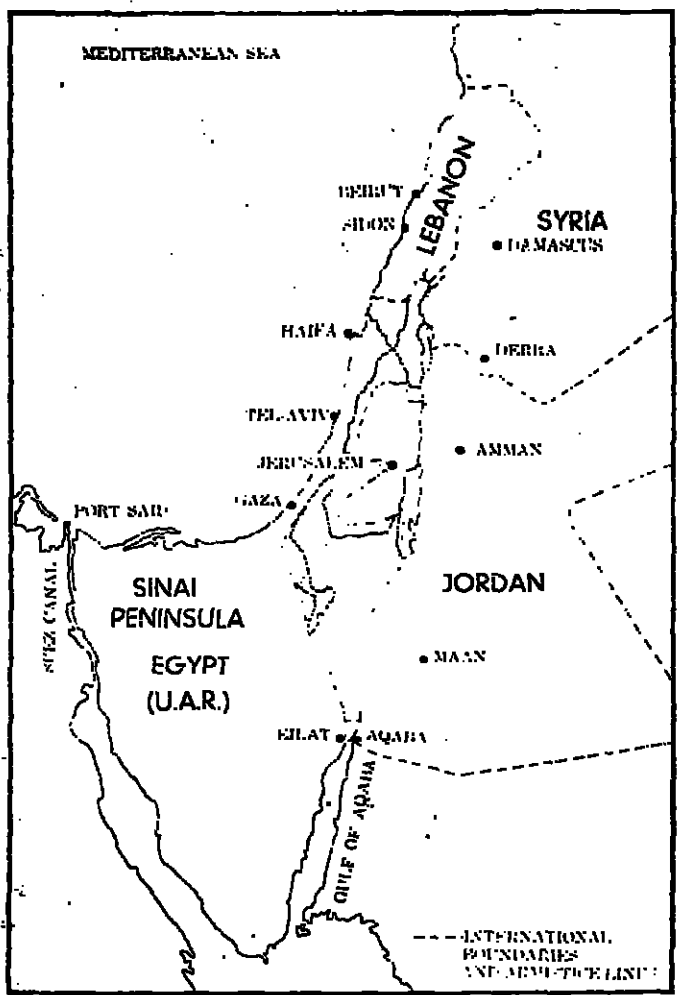 MEDITERRANEAN SEA
BEIRUT
LEBANON
SIDON
SYRIA
DAMASCUS
HAIFA
DERRA
TEL-AVIV
AMMAN
JERUSALEM
GAZA
PORT SAID
SUEZ CANAL
SINAI
PENINSULA
EGYPT
(U.A.R.)
JORDAN
MAAN
EILAT
AQABA
GULF OF AQABA
INTERNATIONAL
BOUNDARIES
AND ARMISTICE LINES